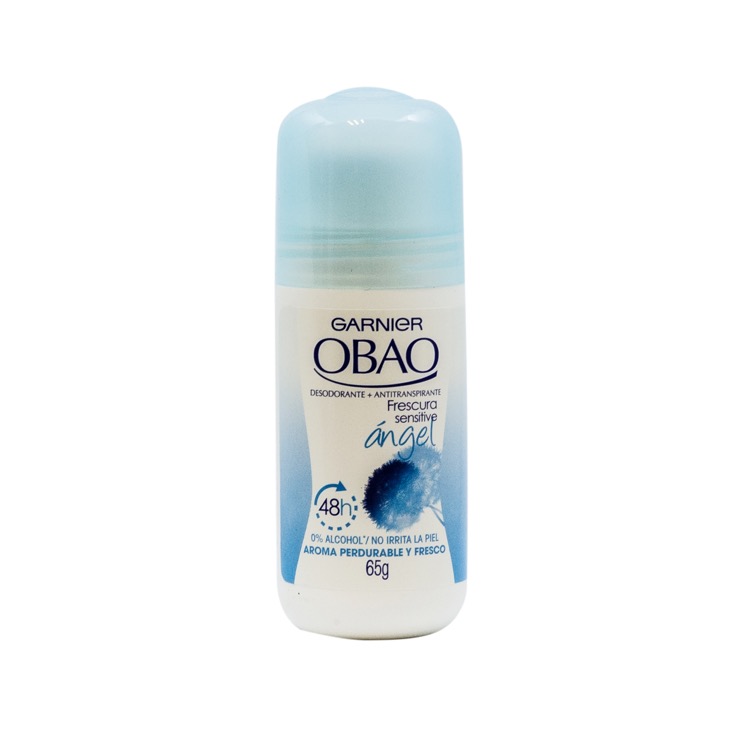 GARNIER
OBAO
DESODORANTE + ANTITRANSPIRANTE
Frescura
sensitive
ángel
48h
0% ALCOHOL*/ NO IRRITA LA PIEL
AROMA PERDURABLE Y FRESCO
65g